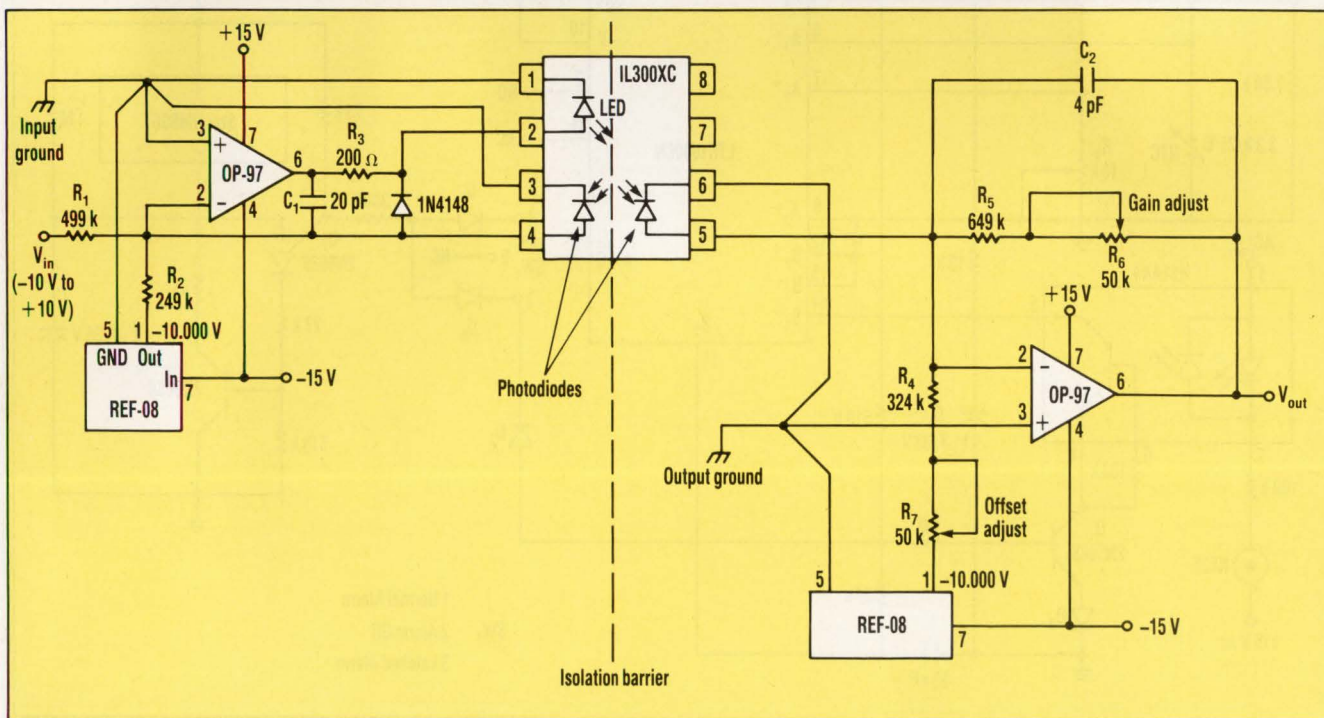 +15 V
Input
ground
3
7
+
OP-97
6
2
−
4
R₁
499 k
V_in
(−10 V to
+10 V)
R₂
249 k
C₁
20 pF
R₃
200 Ω
1N4148
5
1
−10.000 V
GND
Out
In
7
−15 V
REF-08
IL300XC
1
LED
2
3
4
8
7
6
5
Photodiodes
Isolation barrier
C₂
4 pF
R₅
649 k
Gain adjust
R₆
50 k
+15 V
7
2
−
OP-97
6
3
+
4
V_out
R₄
324 k
Output ground
R₇
50 k
Offset
adjust
5
1
−10.000 V
REF-08
7
−15 V